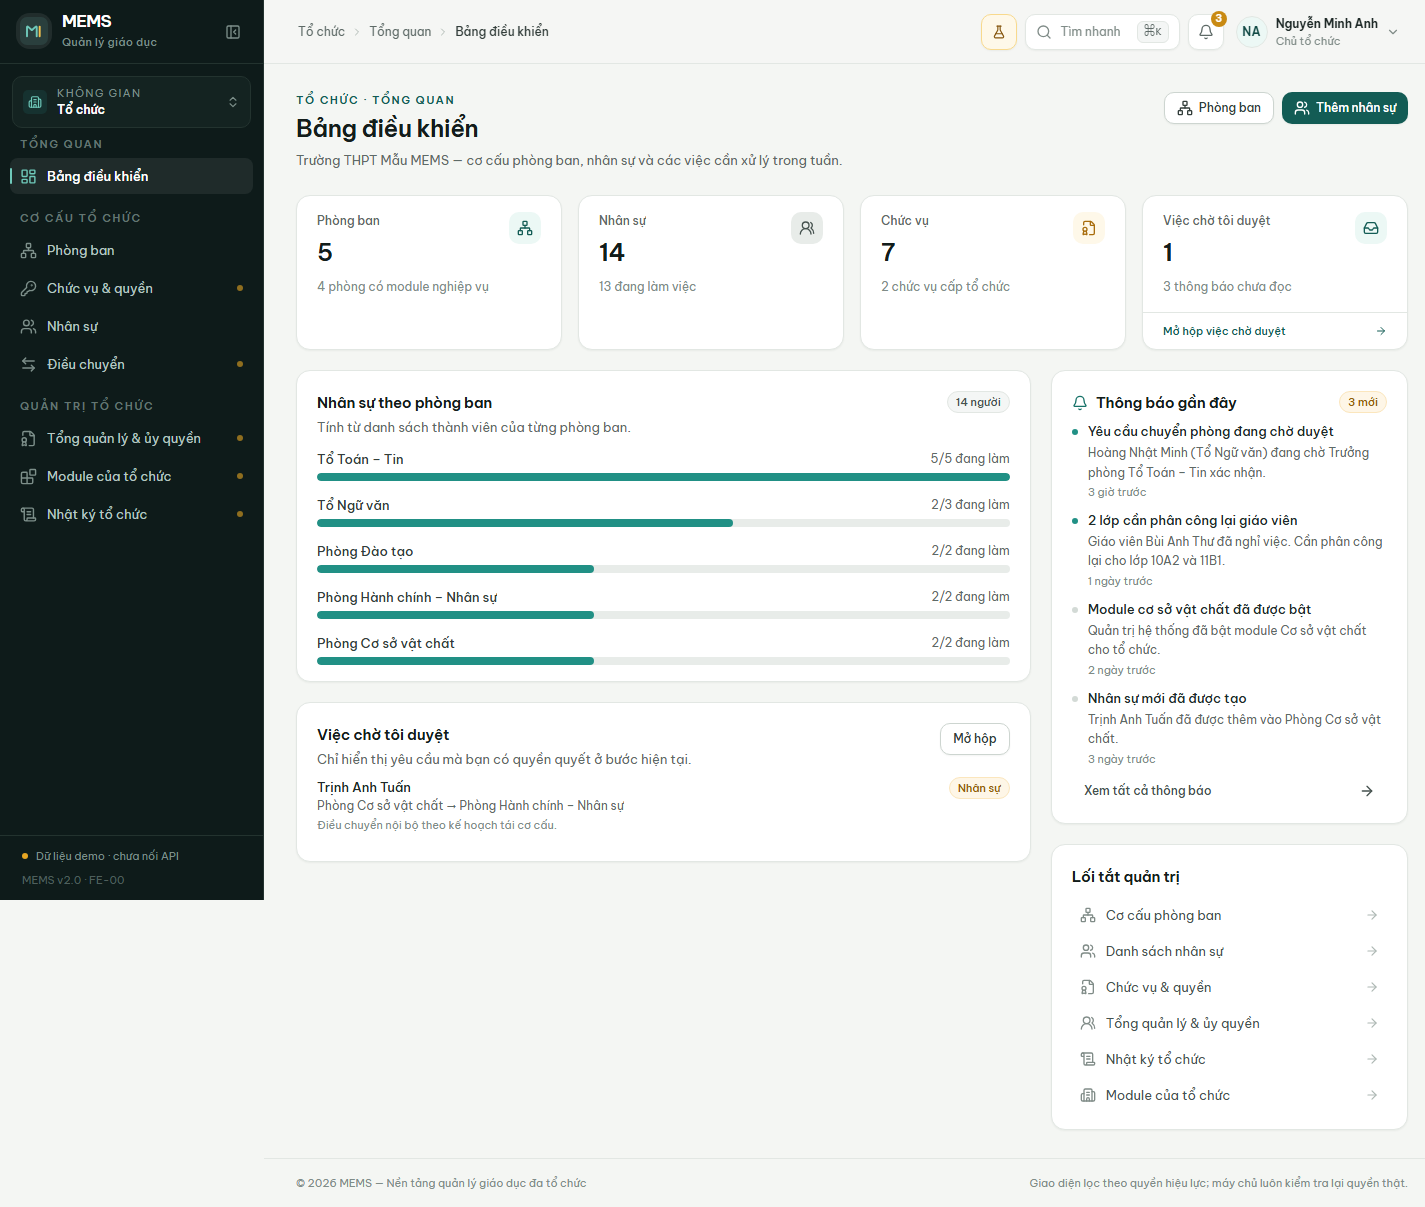 MEMS
Quản lý giáo dục
KHÔNG GIAN
Tổ chức
TỔNG QUAN
Bảng điều khiển
CƠ CẤU TỔ CHỨC
Phòng ban
Chức vụ & quyền
Nhân sự
Điều chuyển
QUẢN TRỊ TỔ CHỨC
Tổng quản lý & ủy quyền
Module của tổ chức
Nhật ký tổ chức
Dữ liệu demo · chưa nối API
MEMS v2.0 · FE-00
Tổ chức > Tổng quan > Bảng điều khiển
Tìm nhanh ⌘K
3
NA
Nguyễn Minh Anh
Chủ tổ chức
TỔ CHỨC · TỔNG QUAN
Bảng điều khiển
Trường THPT Mẫu MEMS — cơ cấu phòng ban, nhân sự và các việc cần xử lý trong tuần.
Phòng ban
Thêm nhân sự
Phòng ban
5
4 phòng có module nghiệp vụ
Nhân sự
14
13 đang làm việc
Chức vụ
7
2 chức vụ cấp tổ chức
Việc chờ tôi duyệt
1
3 thông báo chưa đọc
Mở hộp việc chờ duyệt
Nhân sự theo phòng ban
14 người
Tính từ danh sách thành viên của từng phòng ban.
Tổ Toán – Tin 5/5 đang làm
Tổ Ngữ văn 2/3 đang làm
Phòng Đào tạo 2/2 đang làm
Phòng Hành chính – Nhân sự 2/2 đang làm
Phòng Cơ sở vật chất 2/2 đang làm
Việc chờ tôi duyệt
Mở hộp
Chỉ hiển thị yêu cầu mà bạn có quyền quyết ở bước hiện tại.
Trịnh Anh Tuấn
Nhân sự
Phòng Cơ sở vật chất → Phòng Hành chính – Nhân sự
Điều chuyển nội bộ theo kế hoạch tái cơ cấu.
Thông báo gần đây
3 mới
Yêu cầu chuyển phòng đang chờ duyệt
Hoàng Nhật Minh (Tổ Ngữ văn) đang chờ Trưởng
phòng Tổ Toán – Tin xác nhận.
3 giờ trước
2 lớp cần phân công lại giáo viên
Giáo viên Bùi Anh Thư đã nghỉ việc. Cần phân công
lại cho lớp 10A2 và 11B1.
1 ngày trước
Module cơ sở vật chất đã được bật
Quản trị hệ thống đã bật module Cơ sở vật chất
cho tổ chức.
2 ngày trước
Nhân sự mới đã được tạo
Trịnh Anh Tuấn đã được thêm vào Phòng Cơ sở vật
chất.
3 ngày trước
Xem tất cả thông báo
Lối tắt quản trị
Cơ cấu phòng ban
Danh sách nhân sự
Chức vụ & quyền
Tổng quản lý & ủy quyền
Nhật ký tổ chức
Module của tổ chức
© 2026 MEMS — Nền tảng quản lý giáo dục đa tổ chức
Giao diện lọc theo quyền hiệu lực; máy chủ luôn kiểm tra lại quyền thật.